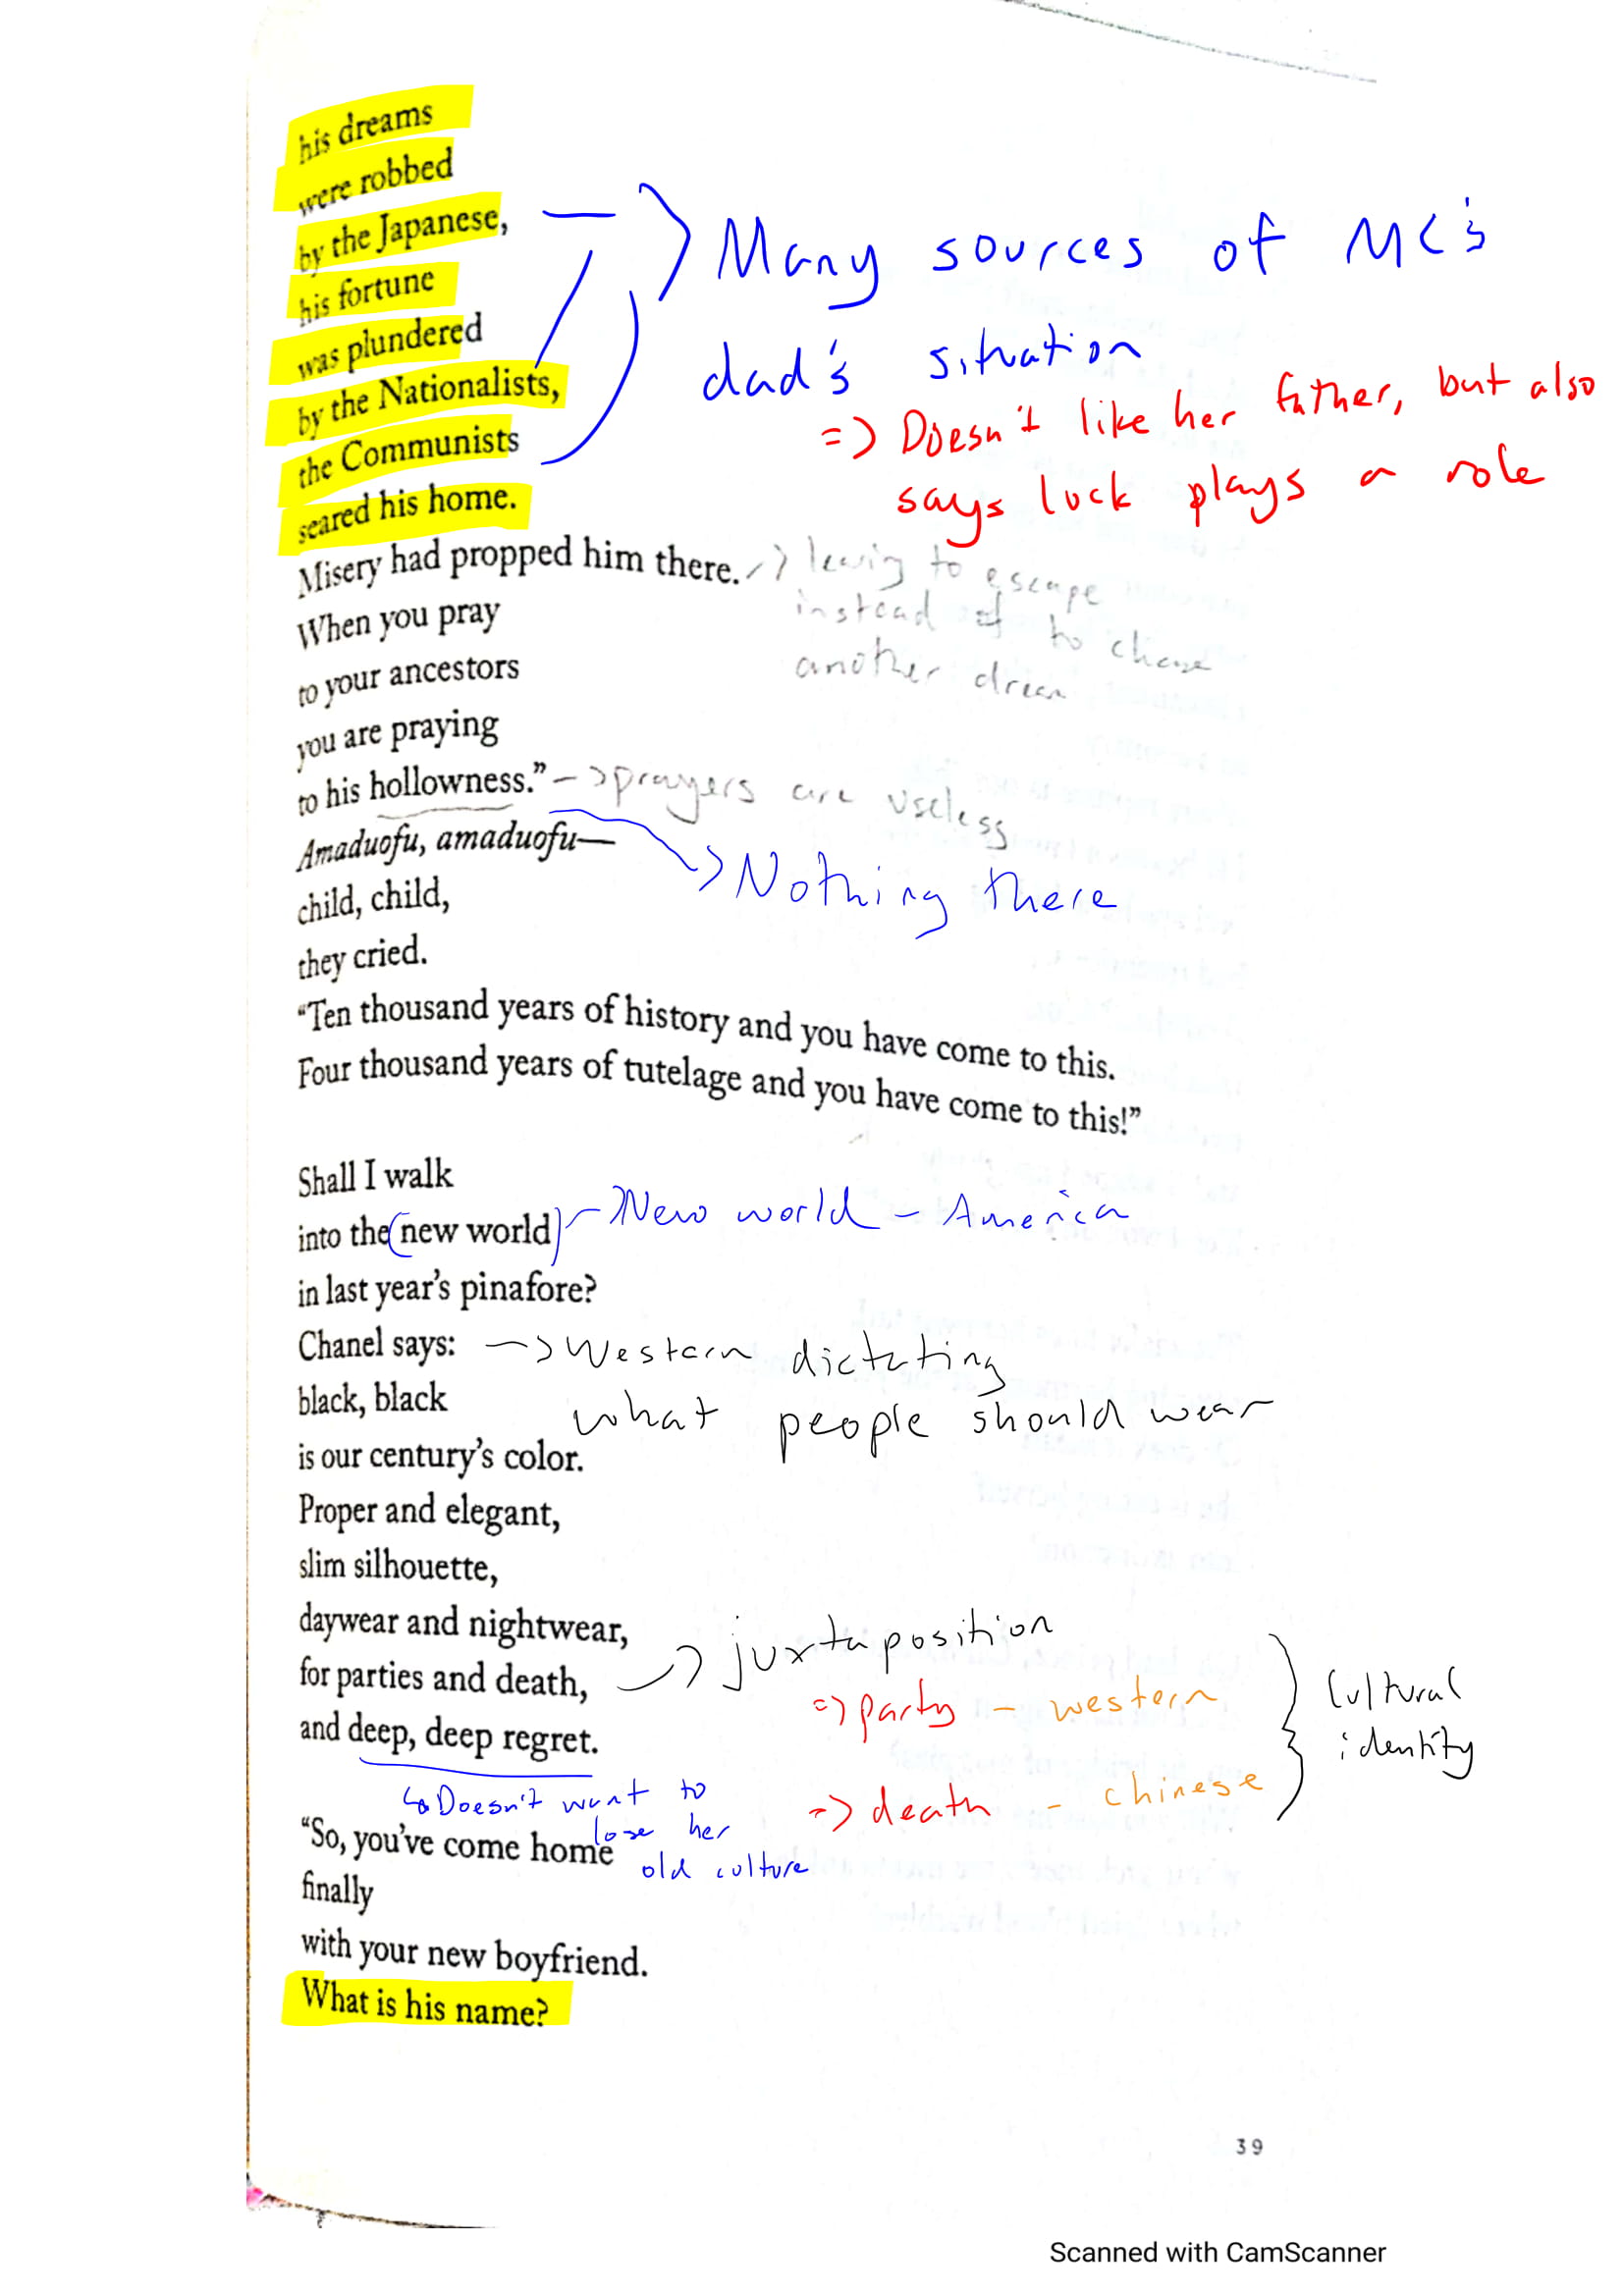 his dreams
were robbed
by the Japanese,
his fortune
was plundered
by the Nationalists,
the Communists
seared his home.
Many sources of MC's
dad's situation
=> Doesn't like her father, but also
says luck plays a role
Misery had propped him there.
-> leaving to escape
instead of to chase
another dream
When you pray
to your ancestors
you are praying
to his hollowness.”
-> prayers are useless
-> Nothing there
Amaduofu, amaduofu—
child, child,
they cried.
“Ten thousand years of history and you have come to this.
Four thousand years of tutelage and you have come to this!”
Shall I walk
into the (new world)
-> New world - America
in last year’s pinafore?
Chanel says:
-> Western dictating
what people should wear
black, black
is our century’s color.
Proper and elegant,
slim silhouette,
daywear and nightwear,
for parties and death,
-> juxtaposition
=> party - western
=> death - chinese
Cultural
identity
and deep, deep regret.
↳ Doesn't want to
lose her
old culture
“So, you’ve come home
finally
with your new boyfriend.
What is his name?
39
Scanned with CamScanner